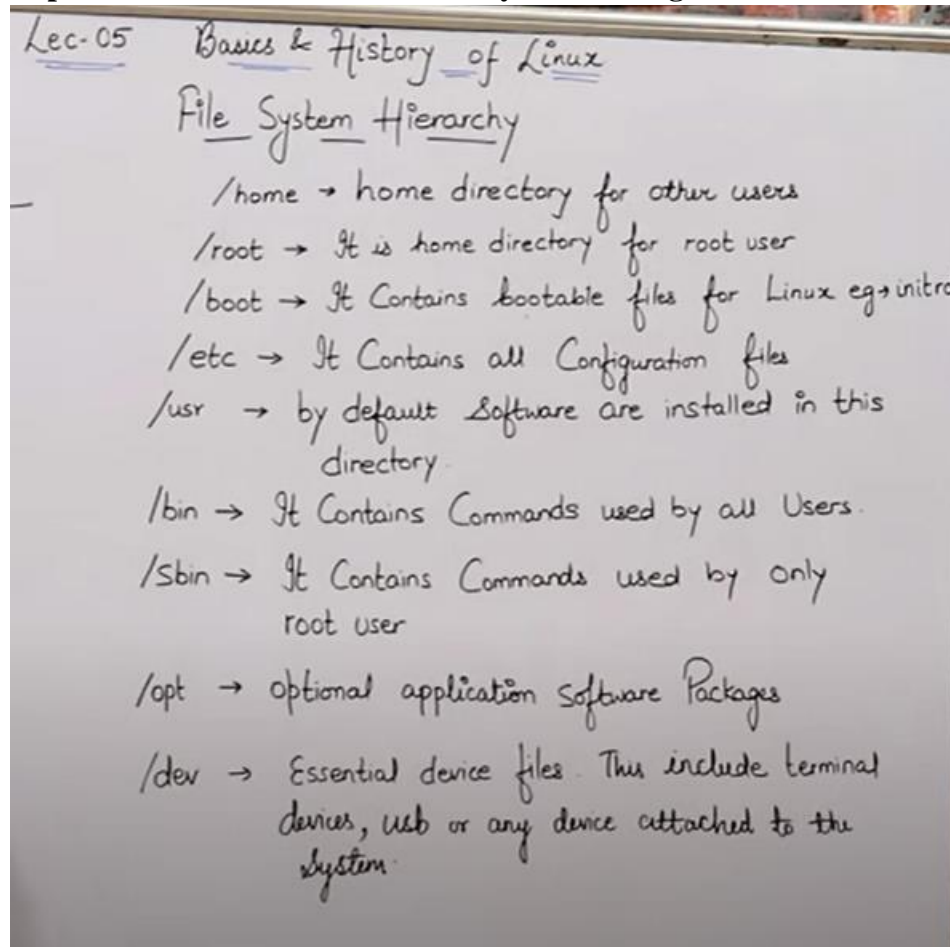 Lec-05 Basics & History of Linux
File System Hierarchy
/home → home directory for other users
/root → It is home directory for root user
/boot → It Contains bootable files for Linux eg→
/etc → It Contains all Configuration files
/usr → by default Software are installed in this
directory.
/bin → It Contains Commands used by all Users.
/Sbin → It Contains Commands used by only
root user
/opt → optional application Software Packages
/dev → Essential device files. This include terminal
devices, usb or any device attached to the
System.